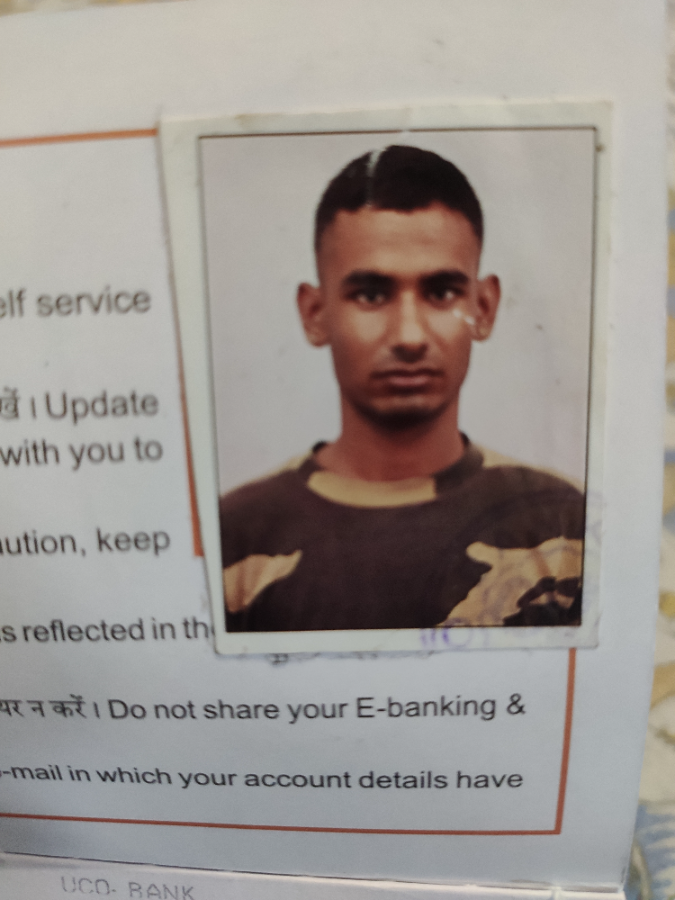 elf service
खें। Update
with you to
ution, keep
s reflected in th
यर न करें। Do not share your E-banking &
-mail in which your account details have
UCO. BANK